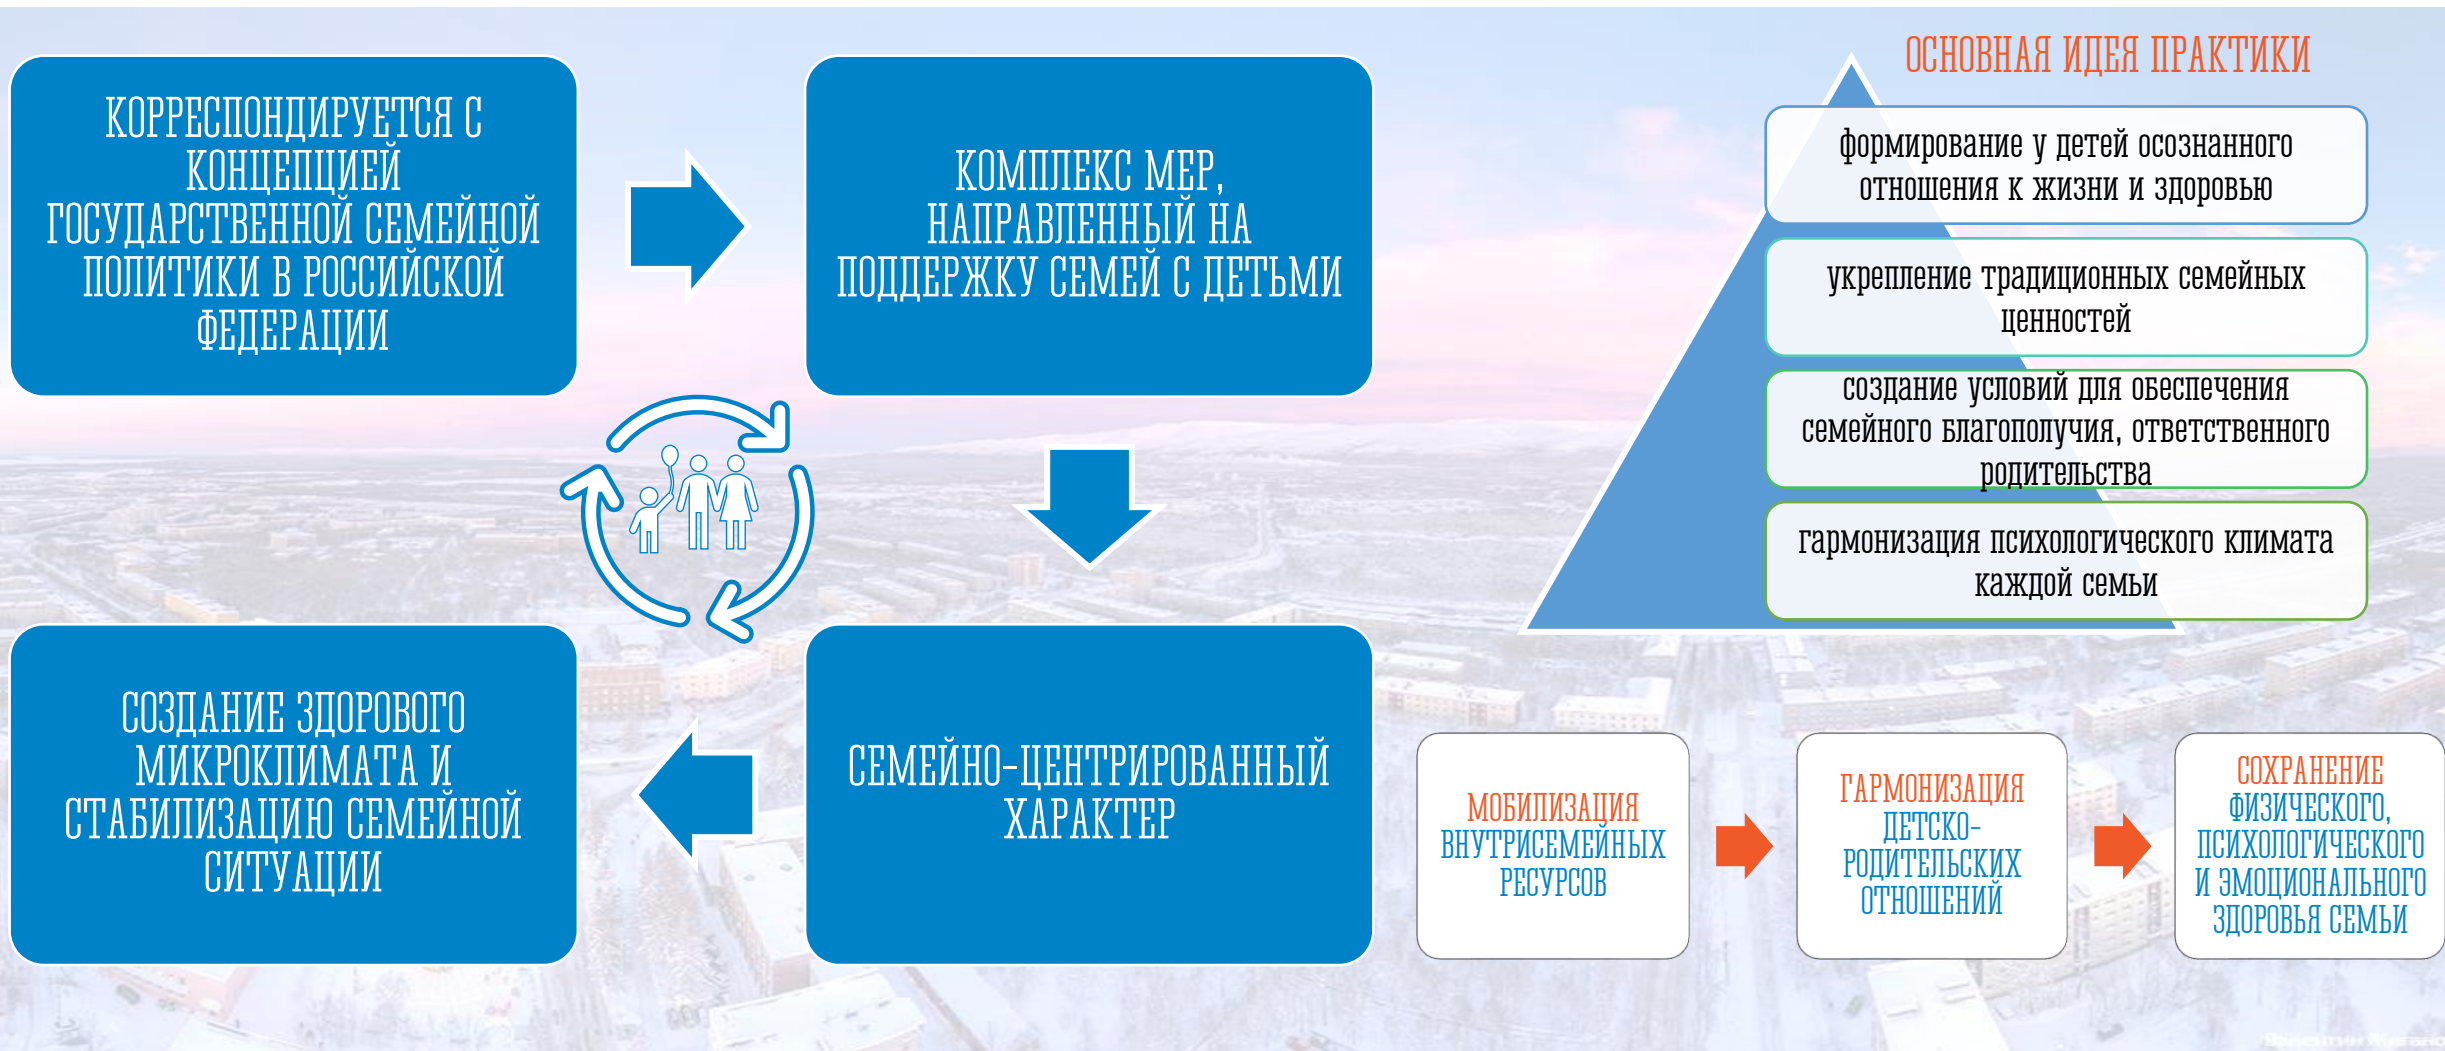 КОРРЕСПОНДИРУЕТСЯ С
КОНЦЕПЦИЕЙ
ГОСУДАРСТВЕННОЙ СЕМЕЙНОЙ
ПОЛИТИКИ В РОССИЙСКОЙ
ФЕДЕРАЦИИ
КОМПЛЕКС МЕР,
НАПРАВЛЕННЫЙ НА
ПОДДЕРЖКУ СЕМЕЙ С ДЕТЬМИ
СЕМЕЙНО-ЦЕНТРИРОВАННЫЙ
ХАРАКТЕР
СОЗДАНИЕ ЗДОРОВОГО
МИКРОКЛИМАТА И
СТАБИЛИЗАЦИЮ СЕМЕЙНОЙ
СИТУАЦИИ
ОСНОВНАЯ ИДЕЯ ПРАКТИКИ
формирование у детей осознанного
отношения к жизни и здоровью
укрепление традиционных семейных
ценностей
создание условий для обеспечения
семейного благополучия, ответственного
родительства
гармонизация психологического климата
каждой семьи
МОБИЛИЗАЦИЯ
ВНУТРИСЕМЕЙНЫХ
РЕСУРСОВ
ГАРМОНИЗАЦИЯ
ДЕТСКО-
РОДИТЕЛЬСКИХ
ОТНОШЕНИЙ
СОХРАНЕНИЕ
ФИЗИЧЕСКОГО,
ПСИХОЛОГИЧЕСКОГО
И ЭМОЦИОНАЛЬНОГО
ЗДОРОВЬЯ СЕМЬИ